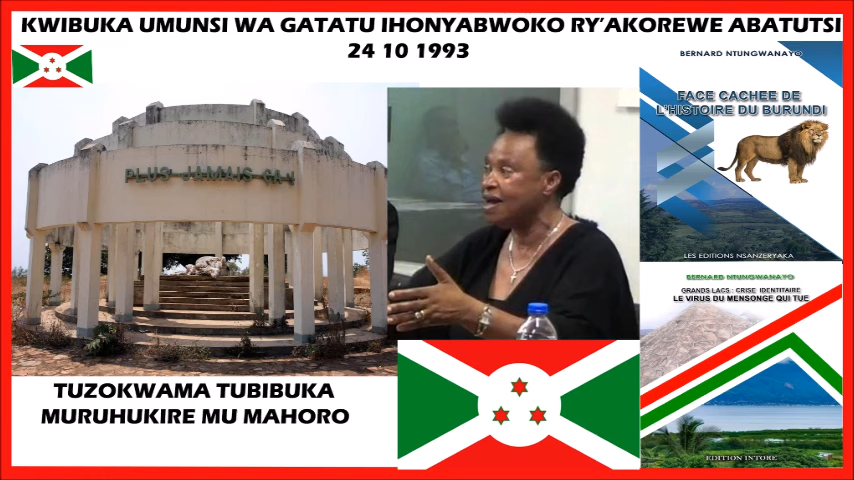 KWIBUKA UMUNSI WA GATATU IHONYABWOKO RY'AKOREWE ABATUTSI
24 10 1993
PLUS JAMAIS ÇA !
TUZOKWAMA TUBIBUKA
MURUHUKIRE MU MAHORO
BERNARD NTUNGWANAYO
FACE CACHEE DE
L'HISTOIRE DU BURUNDI
LES EDITIONS NSANZERYAKA
BERNARD NTUNGWANAYO
GRANDS LACS : CRISE IDENTITAIRE
LE VIRUS DU MENSONGE QUI TUE
EDITION INTORE